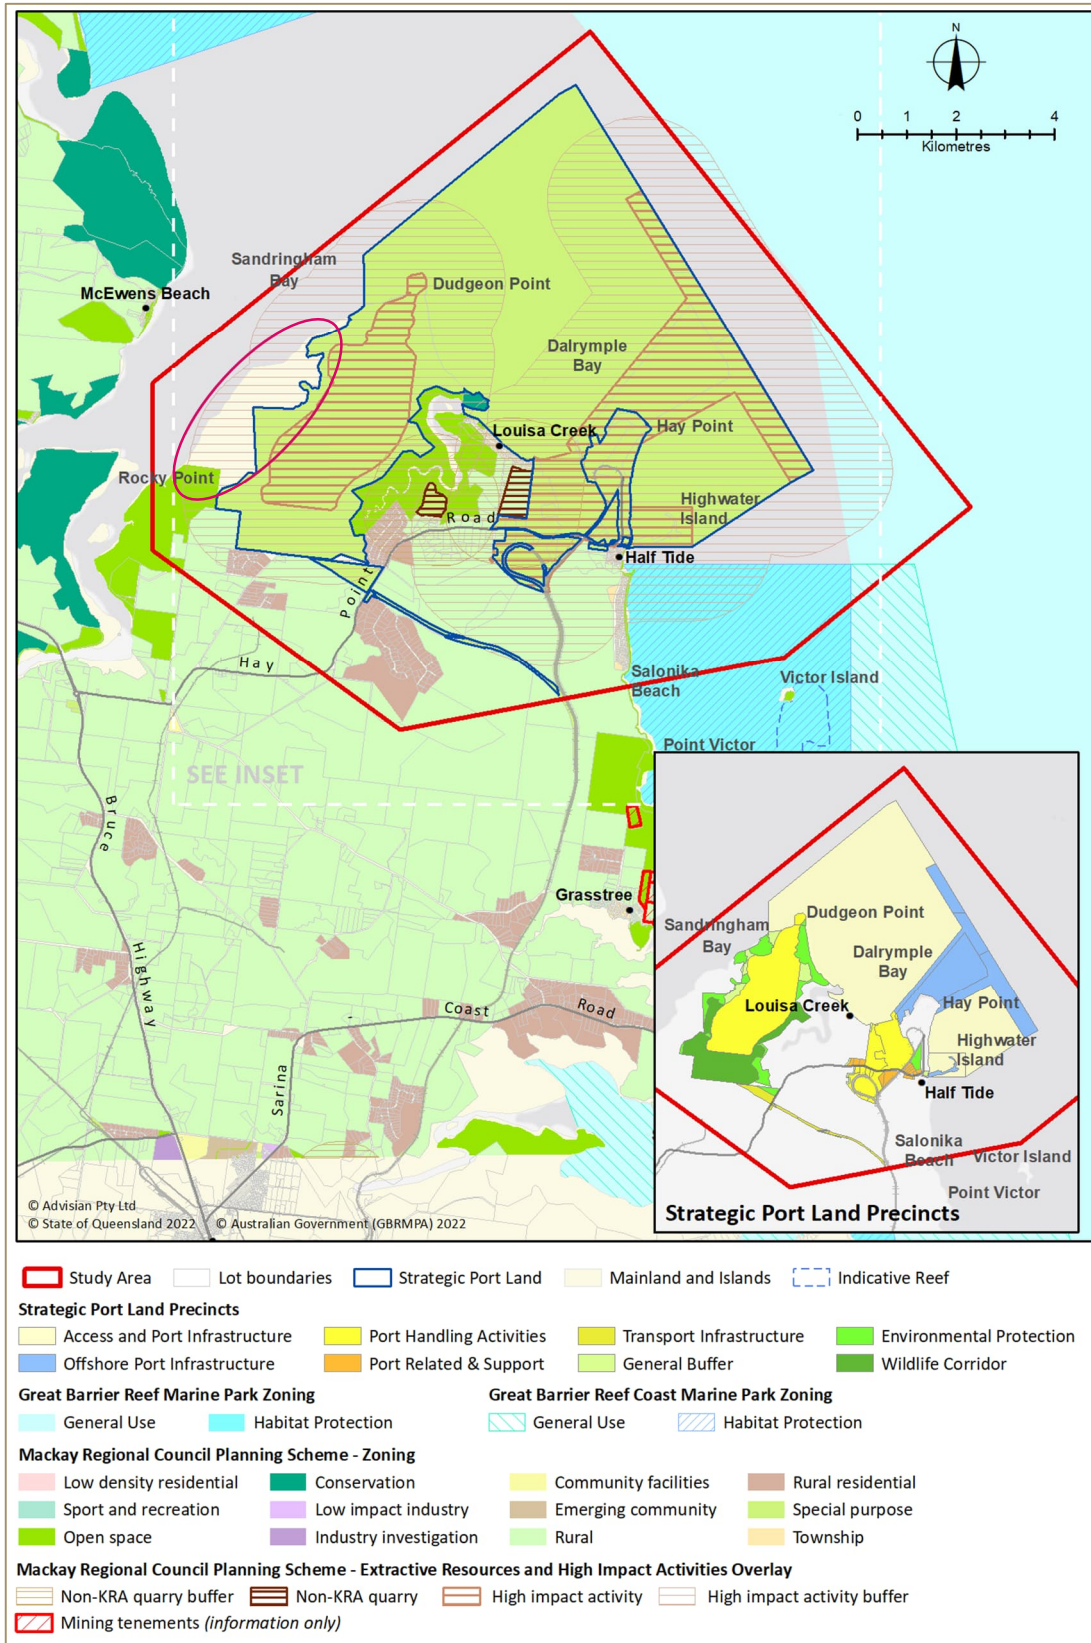 N
0 1 2 4
Kilometres
Sandringham
Bay
McEwens Beach
Dudgeon Point
Dalrymple
Bay
Louisa Creek
Hay Point
Rocky Point
Highwater
Island
Road
Half Tide
Point
Hay
Salonika
Beach
Victor Island
Point Victor
SEE INSET
Bruce
Highway
Grasstree
Coast
Road
Sarina
Dudgeon Point
Sandringham
Bay
Dalrymple
Bay
Louisa Creek
Hay Point
Highwater
Island
Half Tide
Salonika
Beach
Victor Island
Point Victor
Strategic Port Land Precincts
© Advisian Pty Ltd
© State of Queensland 2022 © Australian Government (GBRMPA) 2022
Study Area Lot boundaries Strategic Port Land Mainland and Islands Indicative Reef
Strategic Port Land Precincts
Access and Port Infrastructure Port Handling Activities Transport Infrastructure Environmental Protection
Offshore Port Infrastructure Port Related & Support General Buffer Wildlife Corridor
Great Barrier Reef Marine Park Zoning Great Barrier Reef Coast Marine Park Zoning
General Use Habitat Protection General Use Habitat Protection
Mackay Regional Council Planning Scheme - Zoning
Low density residential Conservation Community facilities Rural residential
Sport and recreation Low impact industry Emerging community Special purpose
Open space Industry investigation Rural Township
Mackay Regional Council Planning Scheme - Extractive Resources and High Impact Activities Overlay
Non-KRA quarry buffer Non-KRA quarry High impact activity High impact activity buffer
Mining tenements (information only)